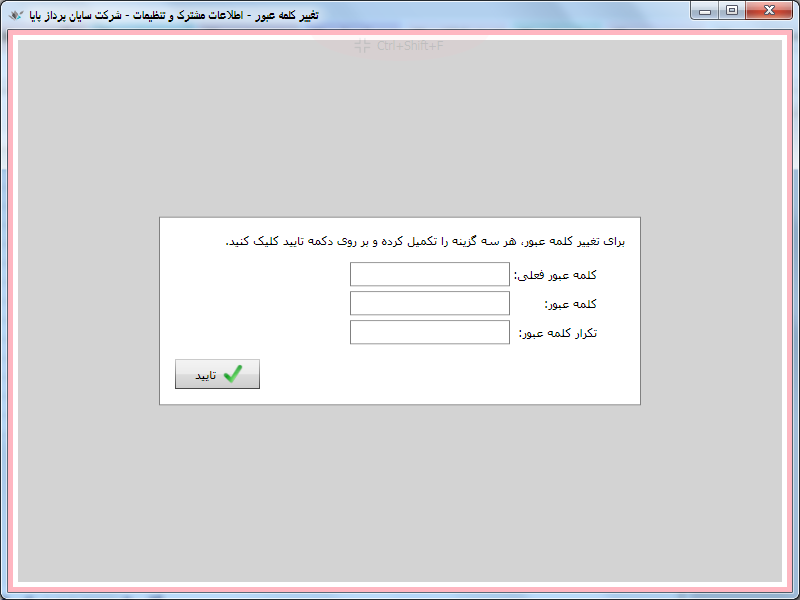 تغییر کلمه عبور - اطلاعات مشترک و تنظیمات - شرکت سایان پرداز پایا
Ctrl+Shift+F
برای تغییر کلمه عبور، هر سه گزینه را تکمیل کرده و بر روی دکمه تایید کلیک کنید.
کلمه عبور فعلی:
کلمه عبور:
تکرار کلمه عبور:
تایید